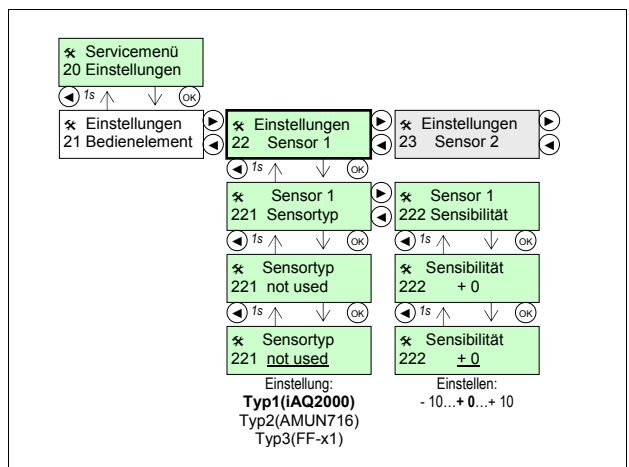 Servicemenü
20 Einstellungen
1s
OK
Einstellungen
21 Bedienelement
Einstellungen
22 Sensor 1
Einstellungen
23 Sensor 2
1s
OK
Sensor 1
221 Sensortyp
Sensor 1
222 Sensibilität
1s
OK
1s
OK
Sensortyp
221 not used
Sensibilität
222 + 0
1s
OK
1s
OK
Sensortyp
221 not used
Sensibilität
222 + 0
Einstellung:
Typ1(iAQ2000)
Typ2(AMUN716)
Typ3(FF-x1)
Einstellen:
- 10…+ 0…+ 10